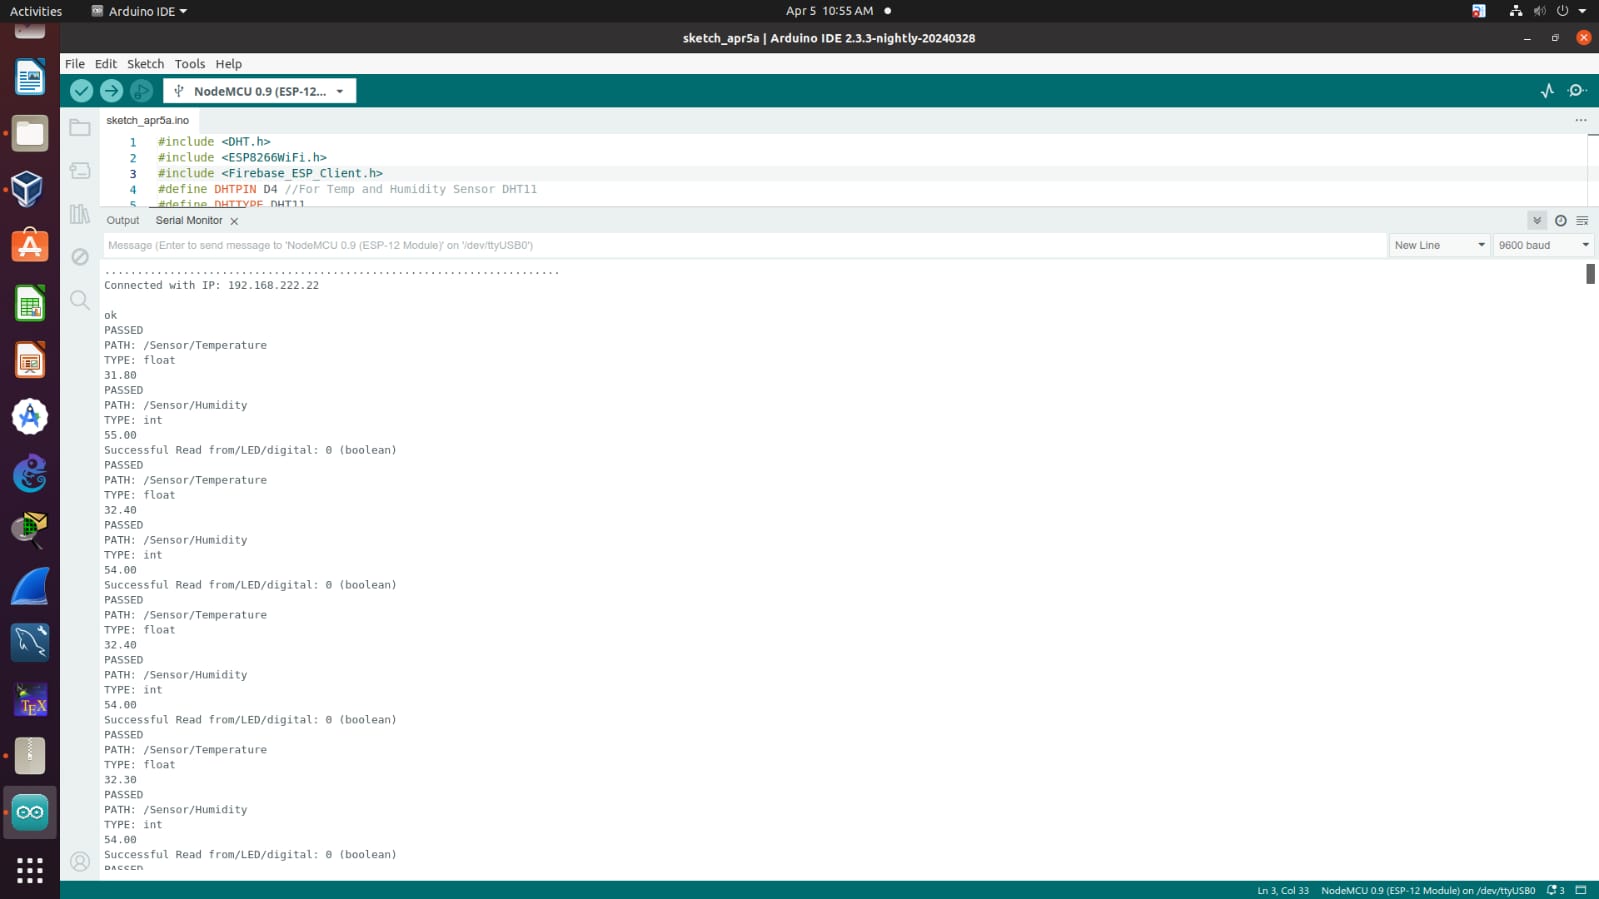 Activities
Arduino IDE
Apr 5 10:55 AM
sketch_apr5a | Arduino IDE 2.3.3-nightly-20240328
File Edit Sketch Tools Help
NodeMCU 0.9 (ESP-12...
sketch_apr5a.ino
1 #include <DHT.h>
2 #include <ESP8266WiFi.h>
3 #include <Firebase_ESP_Client.h>
4 #define DHTPIN D4 //For Temp and Humidity Sensor DHT11
5 #define DHTTYPE DHT11
Output Serial Monitor
Message (Enter to send message to 'NodeMCU 0.9 (ESP-12 Module)' on '/dev/ttyUSB0')
New Line
9600 baud
......................................................................
Connected with IP: 192.168.222.22
ok
PASSED
PATH: /Sensor/Temperature
TYPE: float
31.80
PASSED
PATH: /Sensor/Humidity
TYPE: int
55.00
Successful Read from/LED/digital: 0 (boolean)
PASSED
PATH: /Sensor/Temperature
TYPE: float
32.40
PASSED
PATH: /Sensor/Humidity
TYPE: int
54.00
Successful Read from/LED/digital: 0 (boolean)
PASSED
PATH: /Sensor/Temperature
TYPE: float
32.40
PASSED
PATH: /Sensor/Humidity
TYPE: int
54.00
Successful Read from/LED/digital: 0 (boolean)
PASSED
PATH: /Sensor/Temperature
TYPE: float
32.30
PASSED
PATH: /Sensor/Humidity
TYPE: int
54.00
Successful Read from/LED/digital: 0 (boolean)
PASSED
TEX
Ln 3, Col 33 NodeMCU 0.9 (ESP-12 Module) on /dev/ttyUSB0 3